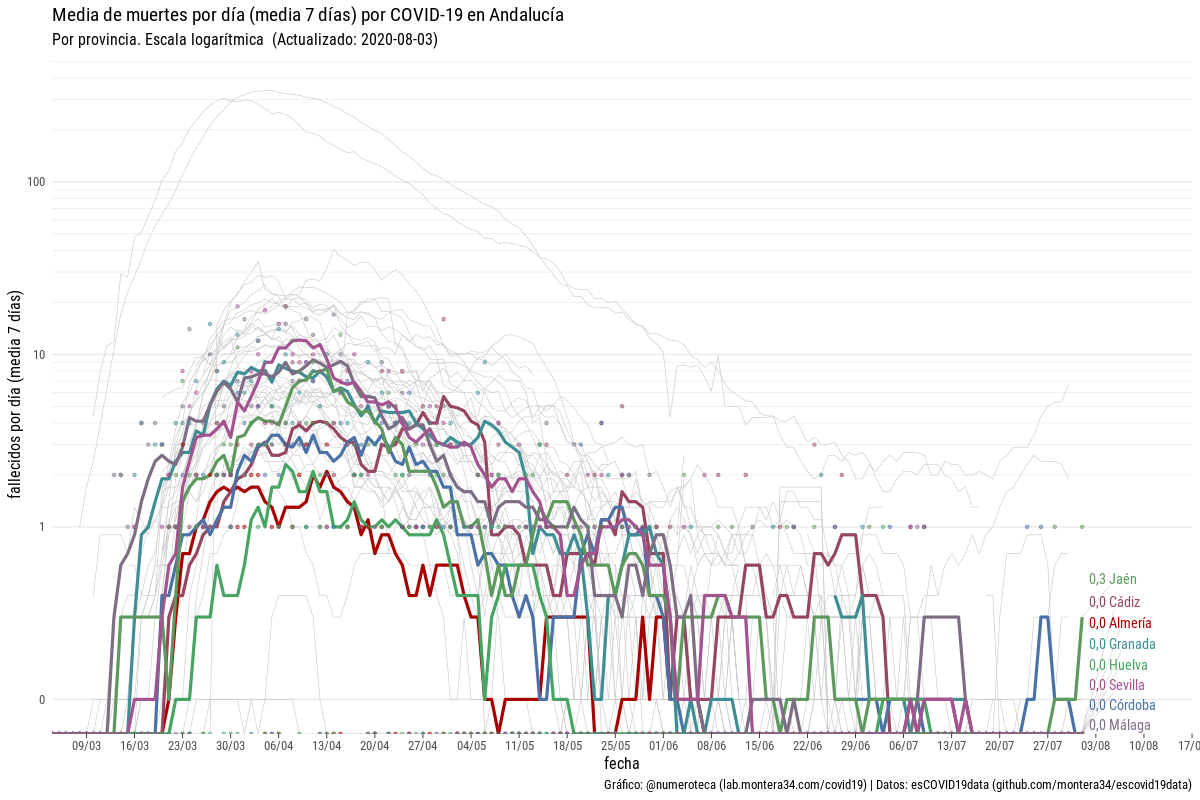 Media de muertes por día (media 7 días) por COVID-19 en Andalucía
Por provincia. Escala logarítmica (Actualizado: 2020-08-03)
fallecidos por día (media 7 días)
100
10
1
0
0,3 Jaén
0,0 Cádiz
0,0 Almería
0,0 Granada
0,0 Huelva
0,0 Sevilla
0,0 Córdoba
0,0 Málaga
09/03 16/03 23/03 30/03 06/04 13/04 20/04 27/04 04/05 11/05 18/05 25/05 01/06 08/06 15/06 22/06 29/06 06/07 13/07 20/07 27/07 03/08 10/08 17/0
fecha
Gráfico: @numeroteca (lab.montera34.com/covid19) | Datos: esCOVID19data (github.com/montera34/escovid19data)